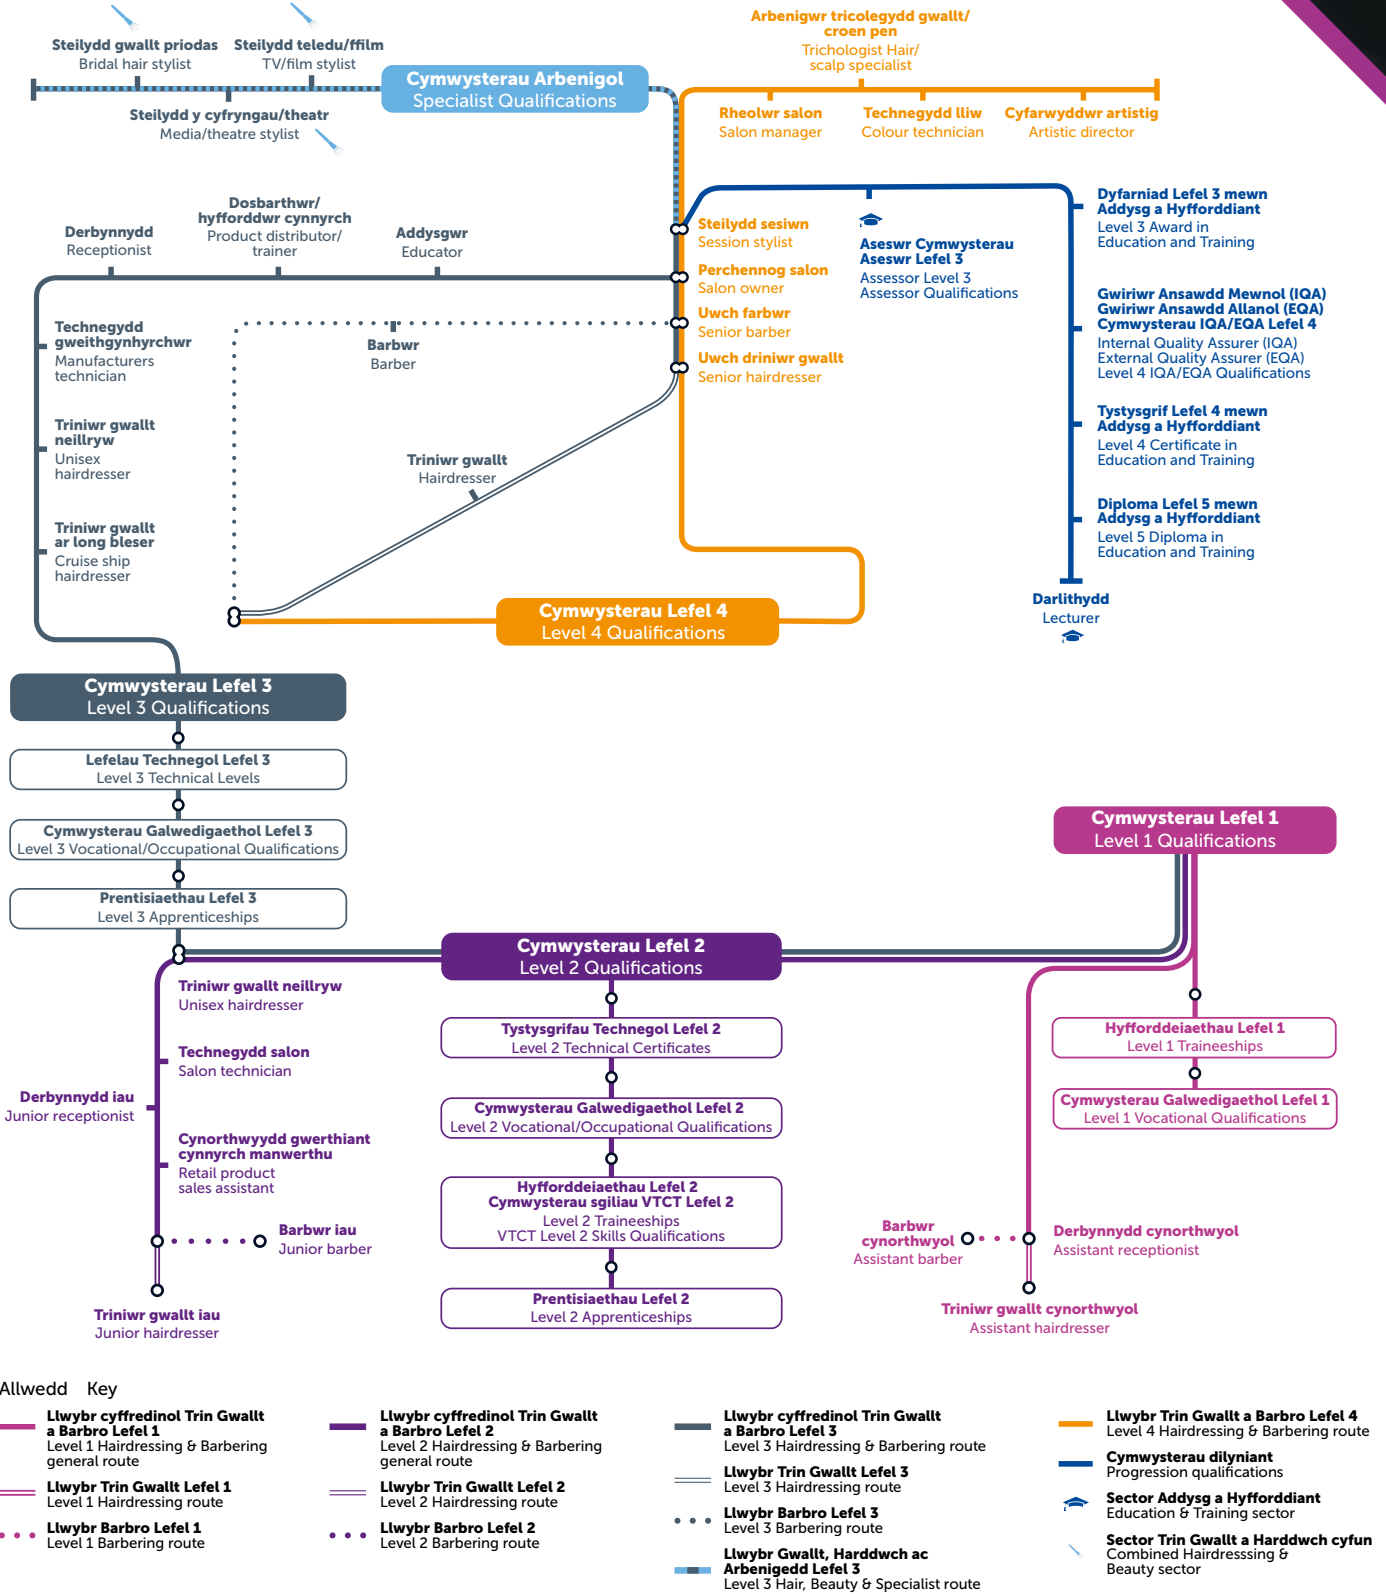 Arbenigwr tricolegydd gwallt/
croen pen
Trichologist Hair/
scalp specialist
Steilydd gwallt priodas
Bridal hair stylist
Steilydd teledu/ffilm
TV/film stylist
Cymwysterau Arbenigol
Specialist Qualifications
Steilydd y cyfryngau/theatr
Media/theatre stylist
Rheolwr salon
Salon manager
Technegydd lliw
Colour technician
Cyfarwyddwr artistig
Artistic director
Derbynnydd
Receptionist
Dosbarthwr/
hyfforddwr cynnyrch
Product distributor/
trainer
Addysgwr
Educator
Steilydd sesiwn
Session stylist
Perchennog salon
Salon owner
Uwch farbwr
Senior barber
Uwch driniwr gwallt
Senior hairdresser
Aseswr Cymwysterau
Aseswr Lefel 3
Assessor Level 3
Assessor Qualifications
Dyfarniad Lefel 3 mewn
Addysg a Hyfforddiant
Level 3 Award in
Education and Training
Gwiriwr Ansawdd Mewnol (IQA)
Gwiriwr Ansawdd Allanol (EQA)
Cymwysterau IQA/EQA Lefel 4
Internal Quality Assurer (IQA)
External Quality Assurer (EQA)
Level 4 IQA/EQA Qualifications
Tystysgrif Lefel 4 mewn
Addysg a Hyfforddiant
Level 4 Certificate in
Education and Training
Diploma Lefel 5 mewn
Addysg a Hyfforddiant
Level 5 Diploma in
Education and Training
Darlithydd
Lecturer
Technegydd
gweithgynhyrchwr
Manufacturers
technician
Barbwr
Barber
Triniwr gwallt
neillryw
Unisex
hairdresser
Triniwr gwallt
Hairdresser
Triniwr gwallt
ar long bleser
Cruise ship
hairdresser
Cymwysterau Lefel 4
Level 4 Qualifications
Cymwysterau Lefel 3
Level 3 Qualifications
Lefelau Technegol Lefel 3
Level 3 Technical Levels
Cymwysterau Galwedigaethol Lefel 3
Level 3 Vocational/Occupational Qualifications
Prentisiaethau Lefel 3
Level 3 Apprenticeships
Cymwysterau Lefel 1
Level 1 Qualifications
Cymwysterau Lefel 2
Level 2 Qualifications
Triniwr gwallt neillryw
Unisex hairdresser
Technegydd salon
Salon technician
Derbynnydd iau
Junior receptionist
Cynorthwyydd gwerthiant
cynnyrch manwerthu
Retail product
sales assistant
Barbwr iau
Junior barber
Triniwr gwallt iau
Junior hairdresser
Tystysgrifau Technegol Lefel 2
Level 2 Technical Certificates
Cymwysterau Galwedigaethol Lefel 2
Level 2 Vocational/Occupational Qualifications
Hyfforddeiaethau Lefel 2
Cymwysterau sgiliau VTCT Lefel 2
Level 2 Traineeships
VTCT Level 2 Skills Qualifications
Prentisiaethau Lefel 2
Level 2 Apprenticeships
Hyfforddeiaethau Lefel 1
Level 1 Traineeships
Cymwysterau Galwedigaethol Lefel 1
Level 1 Vocational Qualifications
Barbwr
cynorthwyol
Assistant barber
Derbynnydd cynorthwyol
Assistant receptionist
Triniwr gwallt cynorthwyol
Assistant hairdresser
Allwedd Key
Llwybr cyffredinol Trin Gwallt
a Barbro Lefel 1
Level 1 Hairdressing & Barbering
general route
Llwybr Trin Gwallt Lefel 1
Level 1 Hairdressing route
Llwybr Barbro Lefel 1
Level 1 Barbering route
Llwybr cyffredinol Trin Gwallt
a Barbro Lefel 2
Level 2 Hairdressing & Barbering
general route
Llwybr Trin Gwallt Lefel 2
Level 2 Hairdressing route
Llwybr Barbro Lefel 2
Level 2 Barbering route
Llwybr cyffredinol Trin Gwallt
a Barbro Lefel 3
Level 3 Hairdressing & Barbering route
Llwybr Trin Gwallt Lefel 3
Level 3 Hairdressing route
Llwybr Barbro Lefel 3
Level 3 Barbering route
Llwybr Gwallt, Harddwch ac
Arbenigedd Lefel 3
Level 3 Hair, Beauty & Specialist route
Llwybr Trin Gwallt a Barbro Lefel 4
Level 4 Hairdressing & Barbering route
Cymwysterau dilyniant
Progression qualifications
Sector Addysg a Hyfforddiant
Education & Training sector
Sector Trin Gwallt a Harddwch cyfun
Combined Hairdresssing &
Beauty sector